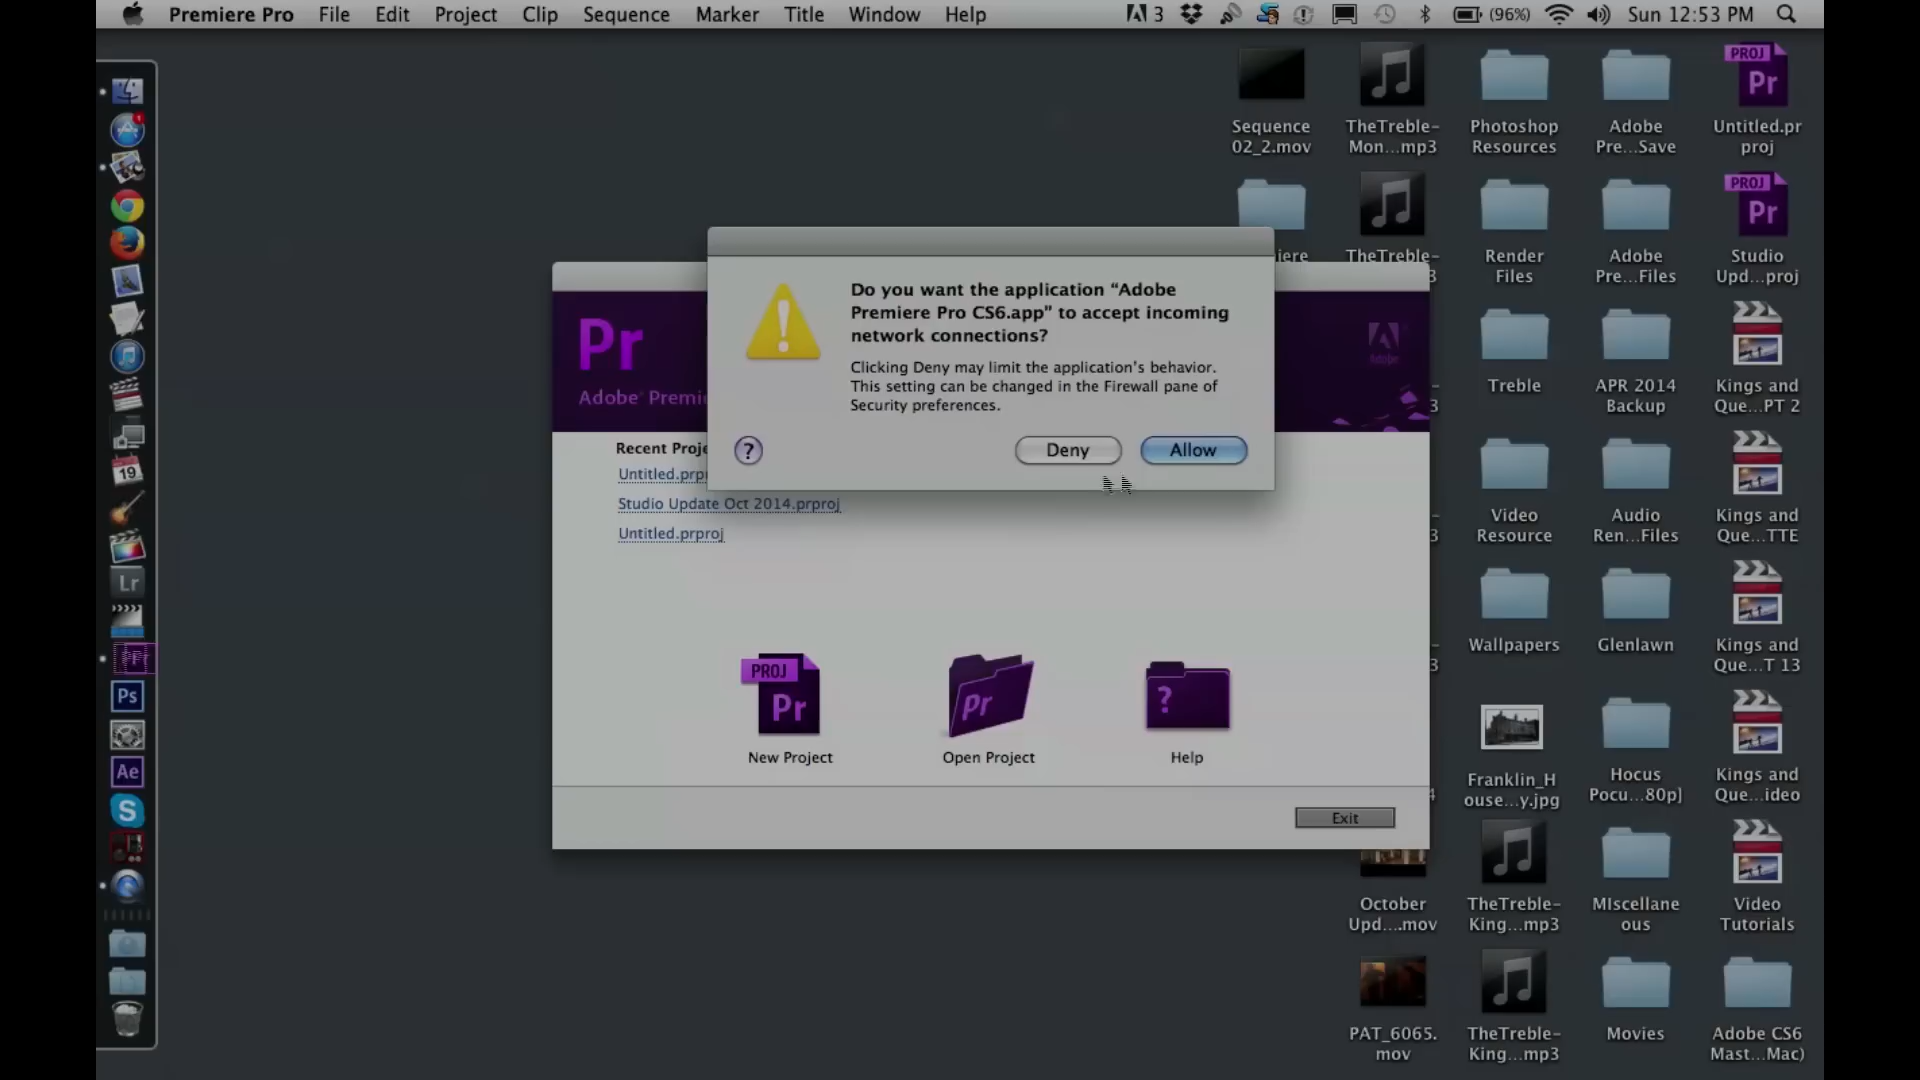 Premiere Pro File Edit Project Clip Sequence Marker Title Window Help 3 (96%) Sun 12:53 PM
Sequence
02_2.mov
TheTreble-
Mon...mp3
Photoshop
Resources
Adobe
Pre...Save
PROJ
Pr
Untitled.pr
proj
TheTreble-
Render
Files
Adobe
Pre...Files
PROJ
Pr
Studio
Upd...proj
Do you want the application “Adobe
Premiere Pro CS6.app” to accept incoming
network connections?
Clicking Deny may limit the application's behavior.
This setting can be changed in the Firewall pane of
Security preferences.
? Deny Allow
Pr
Adobe
Adobe® Premi
Recent Proje
Untitled.prp
Studio Update Oct 2014.prproj
Untitled.prproj
PROJ
Pr
New Project
Pr
Open Project
?
Help
Exit
Treble
APR 2014
Backup
Kings and
Que...PT 2
Video
Resource
Audio
Ren...Files
Kings and
Que...TTE
Wallpapers
Glenlawn
Kings and
Que...T 13
Franklin_H
ouse...y.jpg
Hocus
Pocu...80p]
Kings and
Que...ideo
October
Upd....mov
TheTreble-
King...mp3
MIscellane
ous
Video
Tutorials
PAT_6065.
mov
TheTreble-
King...mp3
Movies
Adobe CS6
Mast...Mac)
1
19
Lr
Pr
Ps
Ae